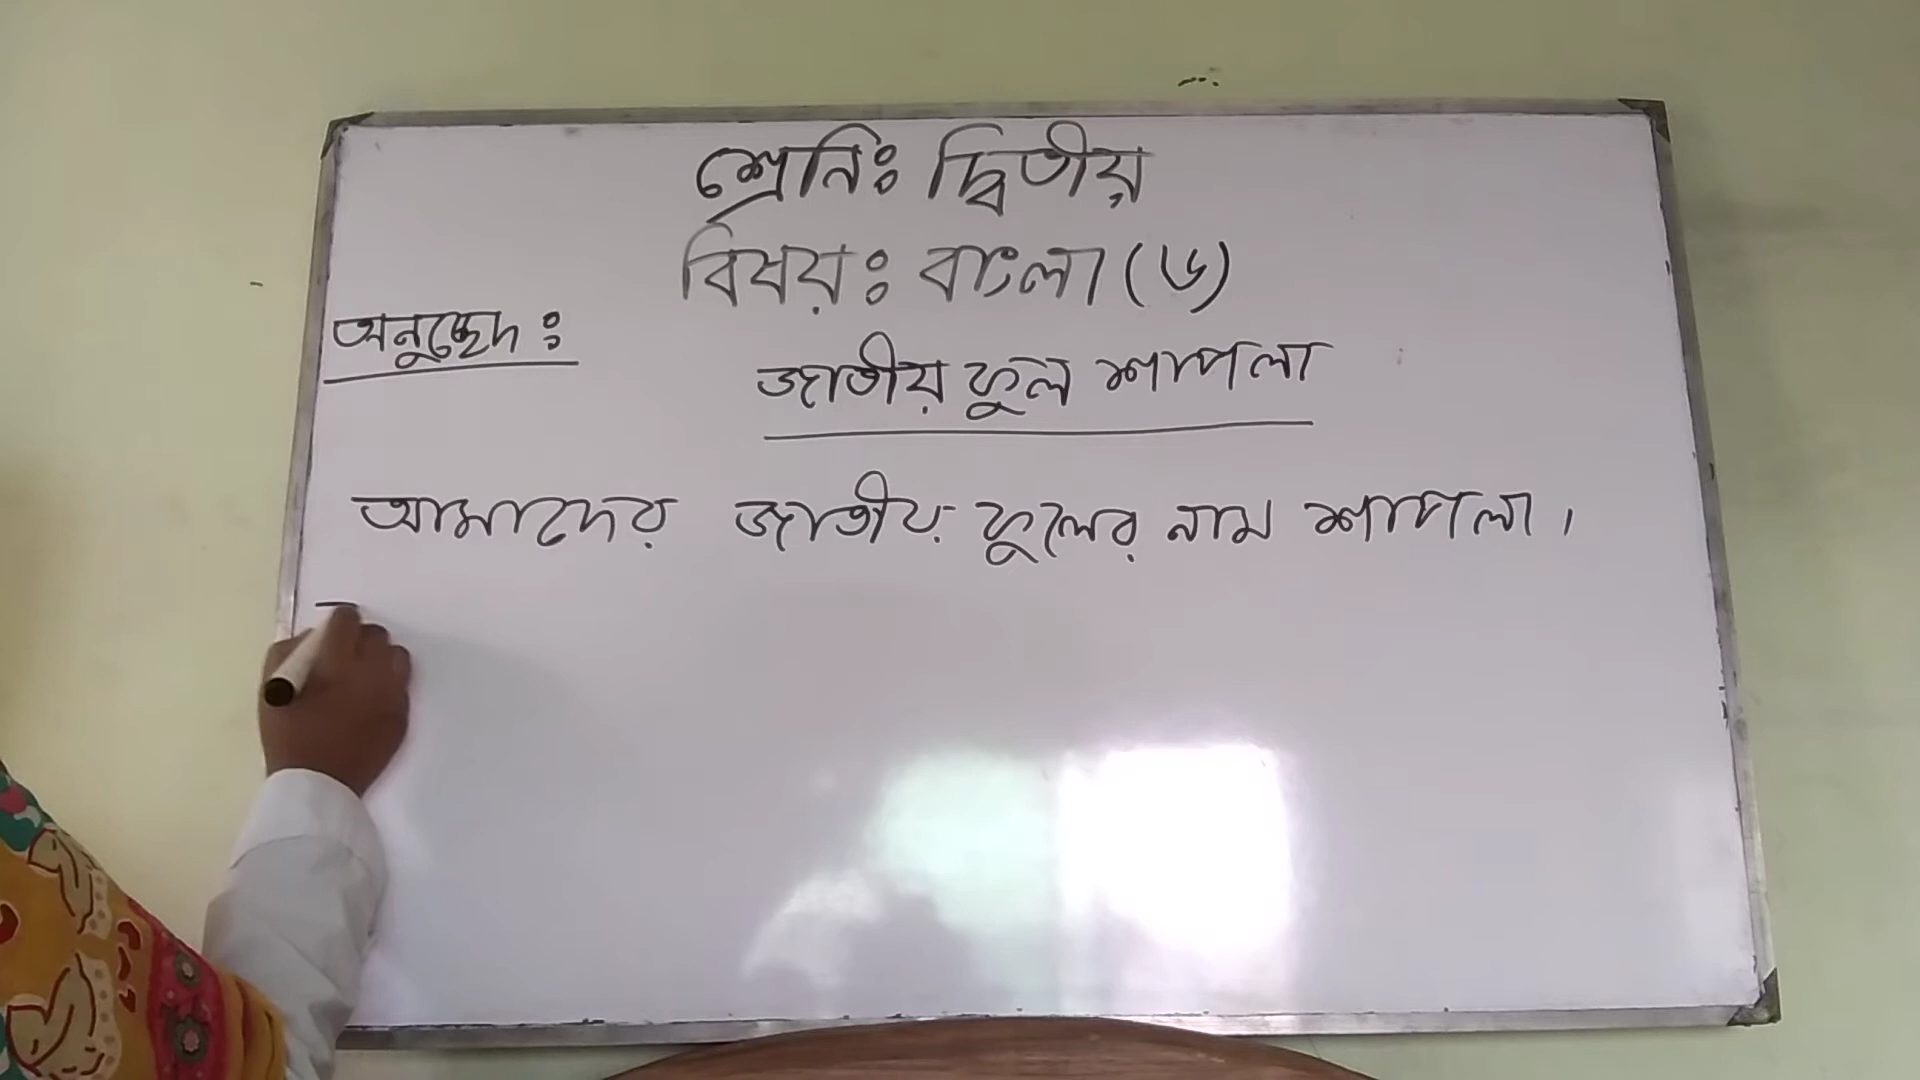 শ্রেনিঃ দ্বিতীয়
বিষয়ঃ বাংলা (৬)
অনুচ্ছেদঃ
জাতীয় ফুল শাপলা
আমাদের জাতীয় ফুলের নাম শাপলা।